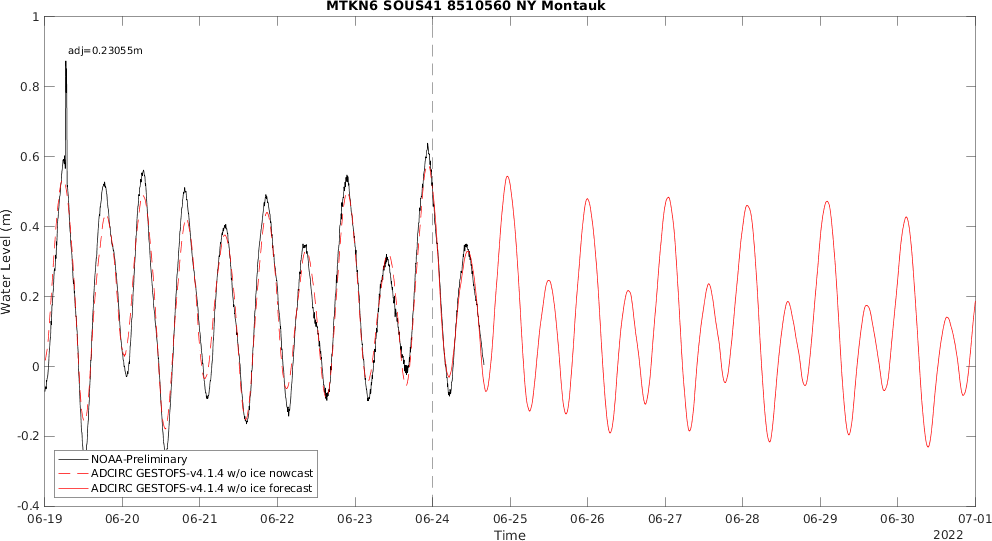 MTKN6 SOUS41 8510560 NY Montauk
adj=0.23055m
Water Level (m)
1
0.8
0.6
0.4
0.2
0
-0.2
-0.4
NOAA-Preliminary
ADCIRC GESTOFS-v4.1.4 w/o ice nowcast
ADCIRC GESTOFS-v4.1.4 w/o ice forecast
06-19 06-20 06-21 06-22 06-23 06-24 06-25 06-26 06-27 06-28 06-29 06-30 07-01
Time
2022